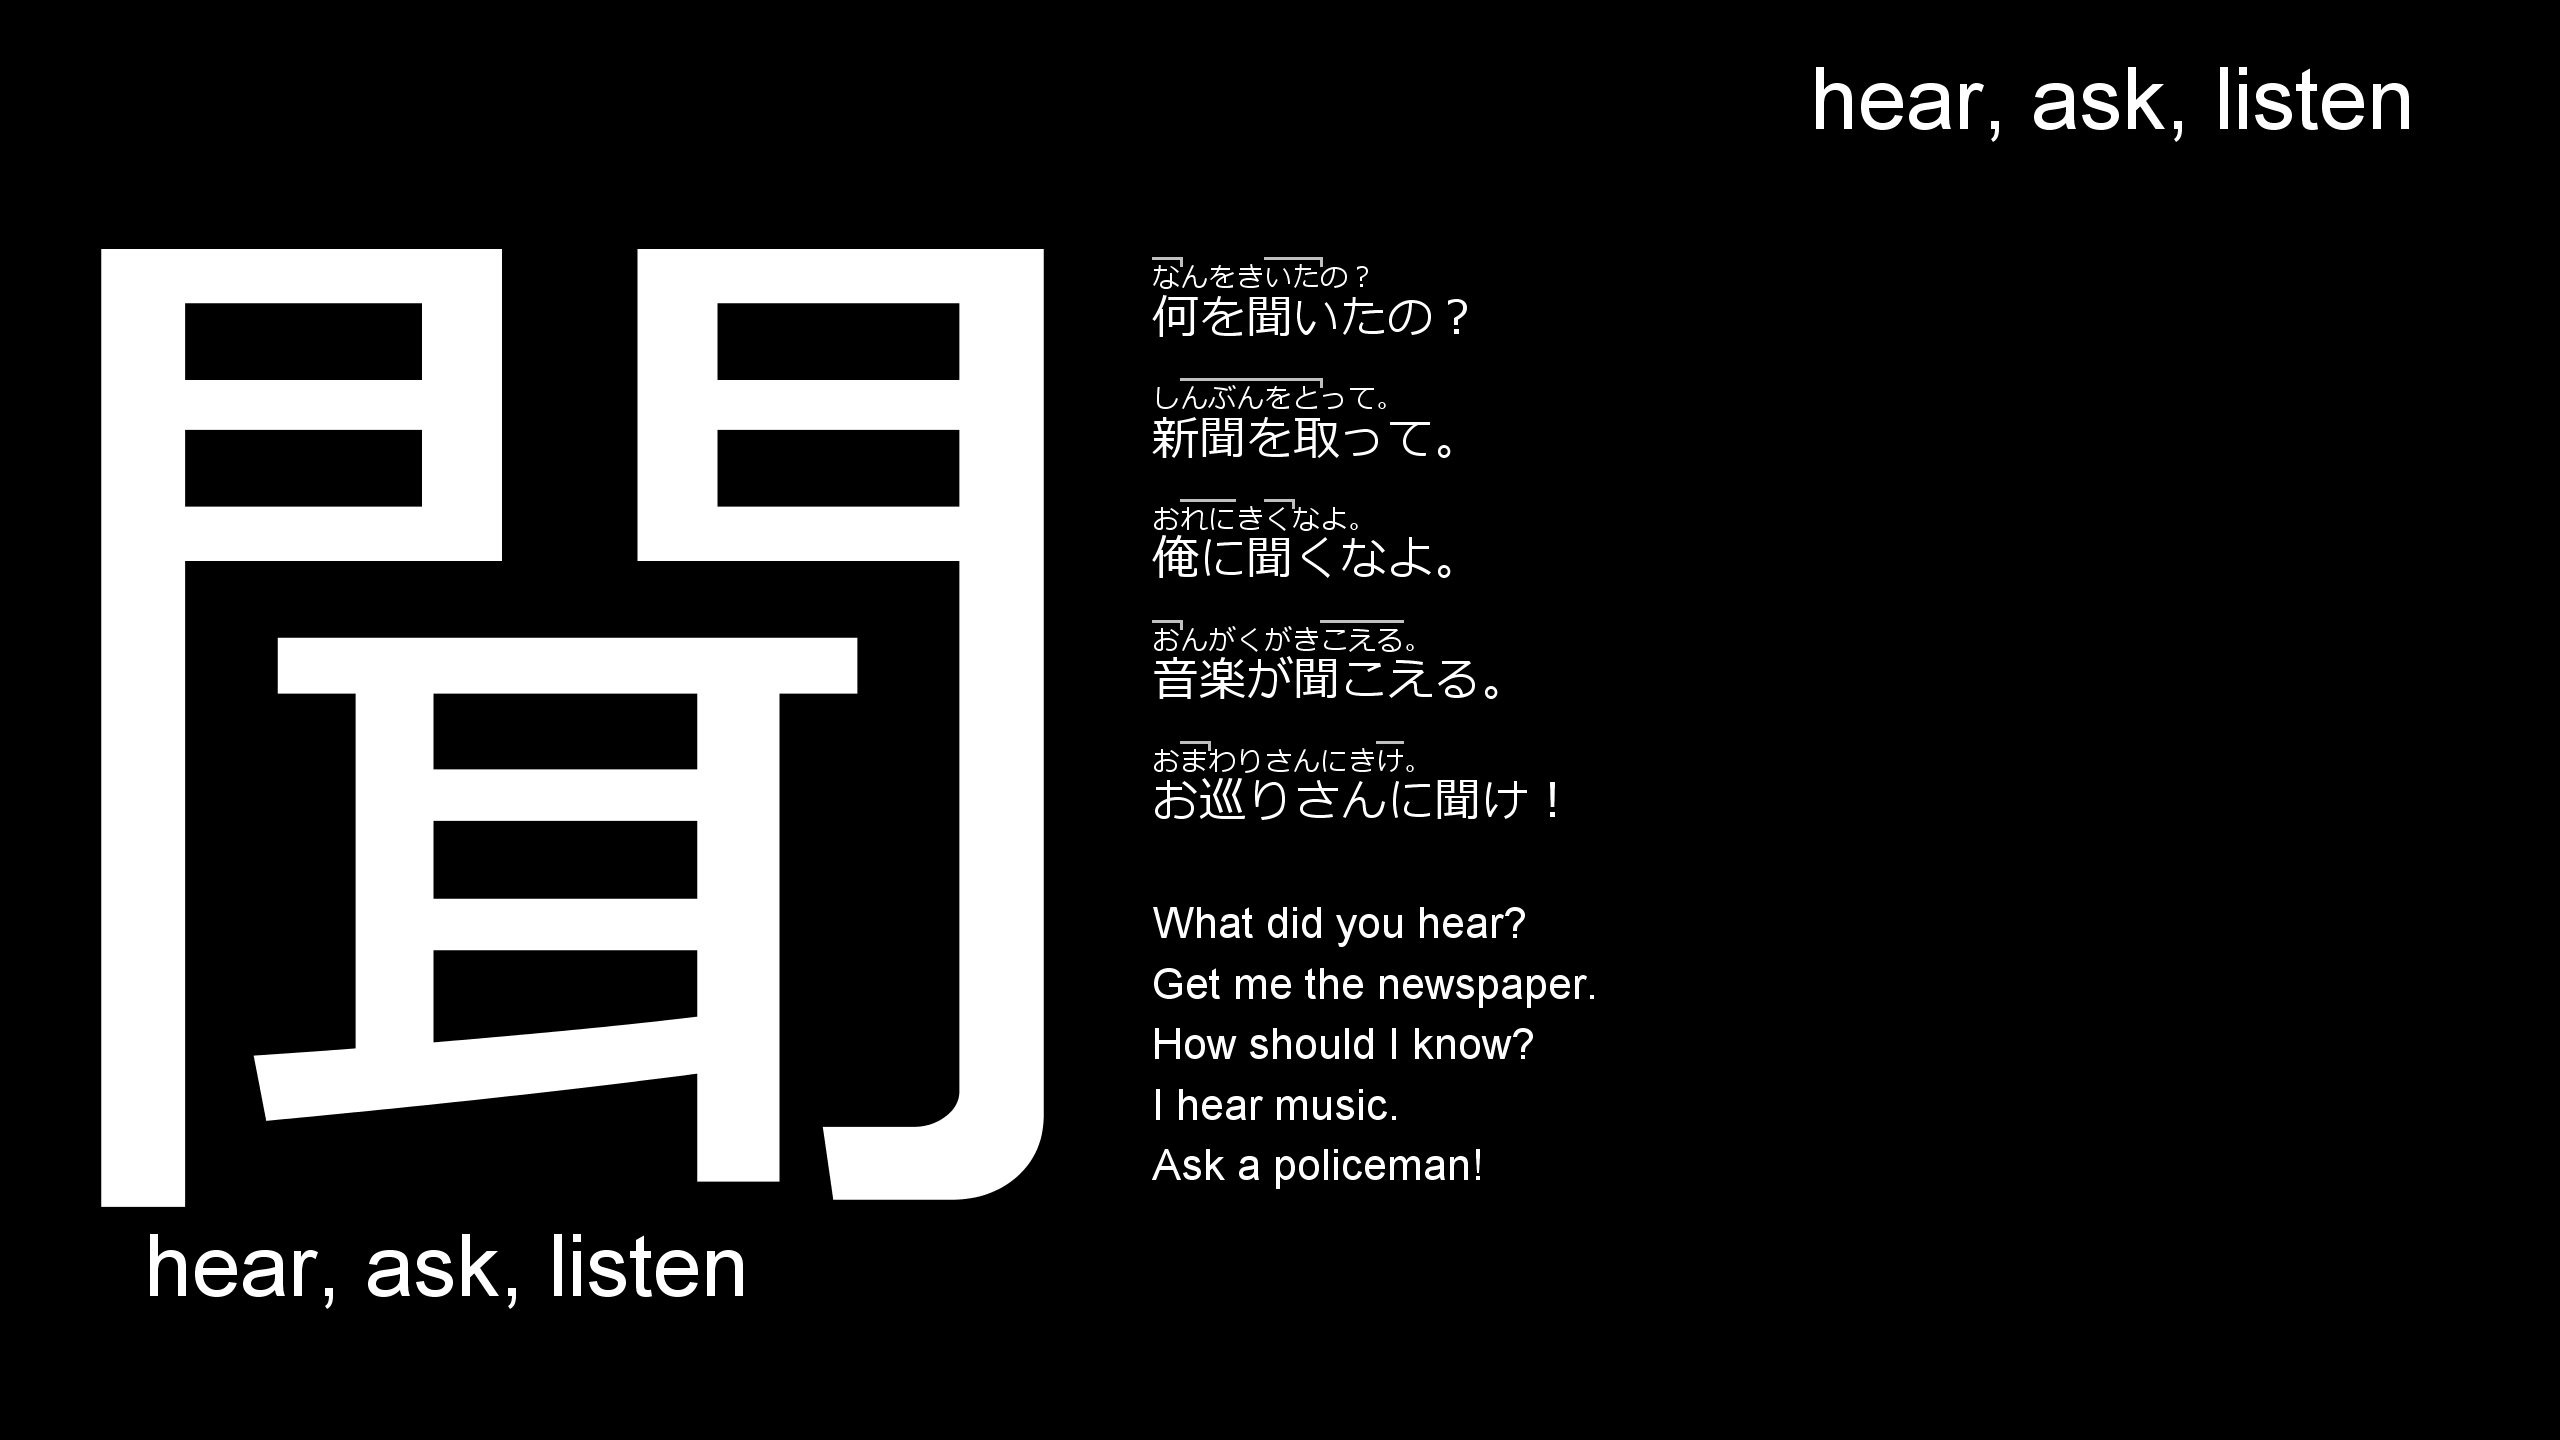 hear, ask, listen
聞
hear, ask, listen
なんをきいたの？
何を聞いたの？
しんぶんをとって。
新聞を取って。
おれにきくなよ。
俺に聞くなよ。
おんがくがきこえる。
音楽が聞こえる。
おまわりさんにきけ。
お巡りさんに聞け！
What did you hear?
Get me the newspaper.
How should I know?
I hear music.
Ask a policeman!